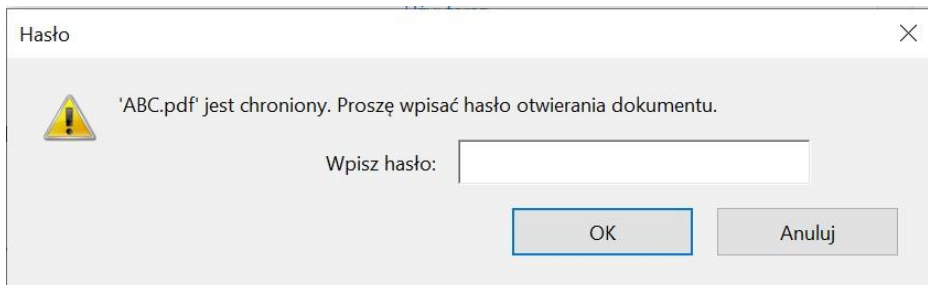 Hasło
'ABC.pdf' jest chroniony. Proszę wpisać hasło otwierania dokumentu.
Wpisz hasło:
OK
Anuluj